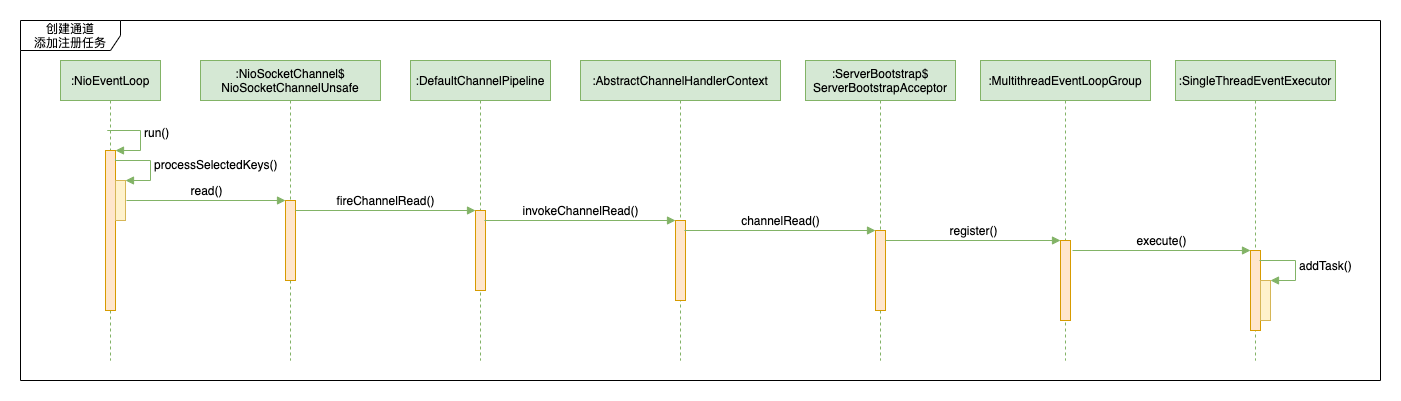 创建通道
添加注册任务
:NioEventLoop
:NioSocketChannel$
NioSocketChannelUnsafe
:DefaultChannelPipeline
:AbstractChannelHandlerContext
:ServerBootstrap$
ServerBootstrapAcceptor
:MultithreadEventLoopGroup
:SingleThreadEventExecutor
run()
processSelectedKeys()
read()
fireChannelRead()
invokeChannelRead()
channelRead()
register()
execute()
addTask()